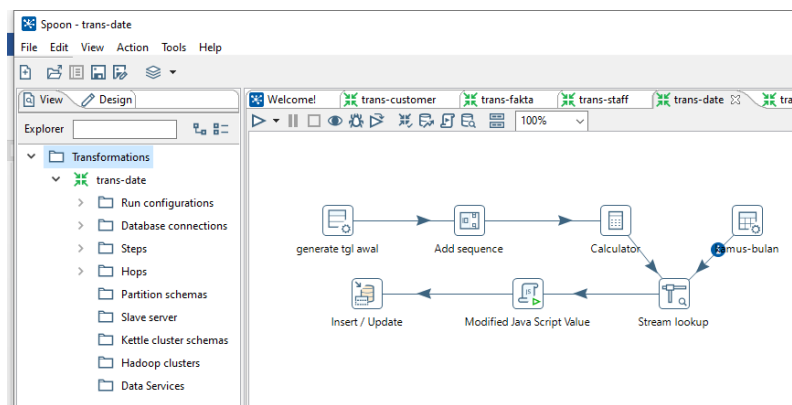 Spoon - trans-date
File Edit View Action Tools Help
View Design
Welcome! trans-customer trans-fakta trans-staff trans-date tra
Explorer
100%
Transformations
trans-date
Run configurations
Database connections
Steps
Hops
Partition schemas
Slave server
Kettle cluster schemas
Hadoop clusters
Data Services
generate tgl awal Add sequence Calculator amus-bulan
Insert / Update Modified Java Script Value Stream lookup